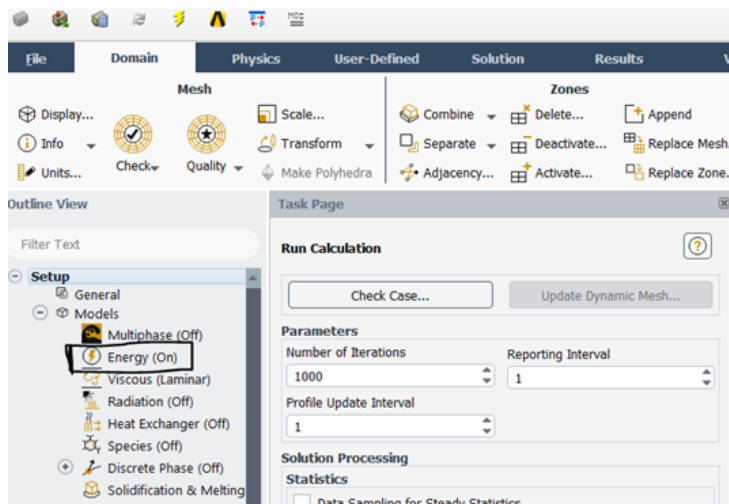 File Domain Physics User-Defined Solution Results
Mesh Zones
Display... Scale... Combine Delete... Append
Info Transform Separate Deactivate... Replace Mesh.
Units... Check Quality Make Polyhedra Adjacency... Activate... Replace Zone.
Outline View Task Page
Filter Text
Run Calculation
Setup
General
Check Case... Update Dynamic Mesh...
Models
Multiphase (Off)
Parameters
Energy (On)
Number of Iterations Reporting Interval
Viscous (Laminar)
1000 1
Radiation (Off)
Profile Update Interval
Heat Exchanger (Off)
1
Species (Off)
Solution Processing
Discrete Phase (Off)
Statistics
Solidification & Melting
Data Sampling for Steady Statistics